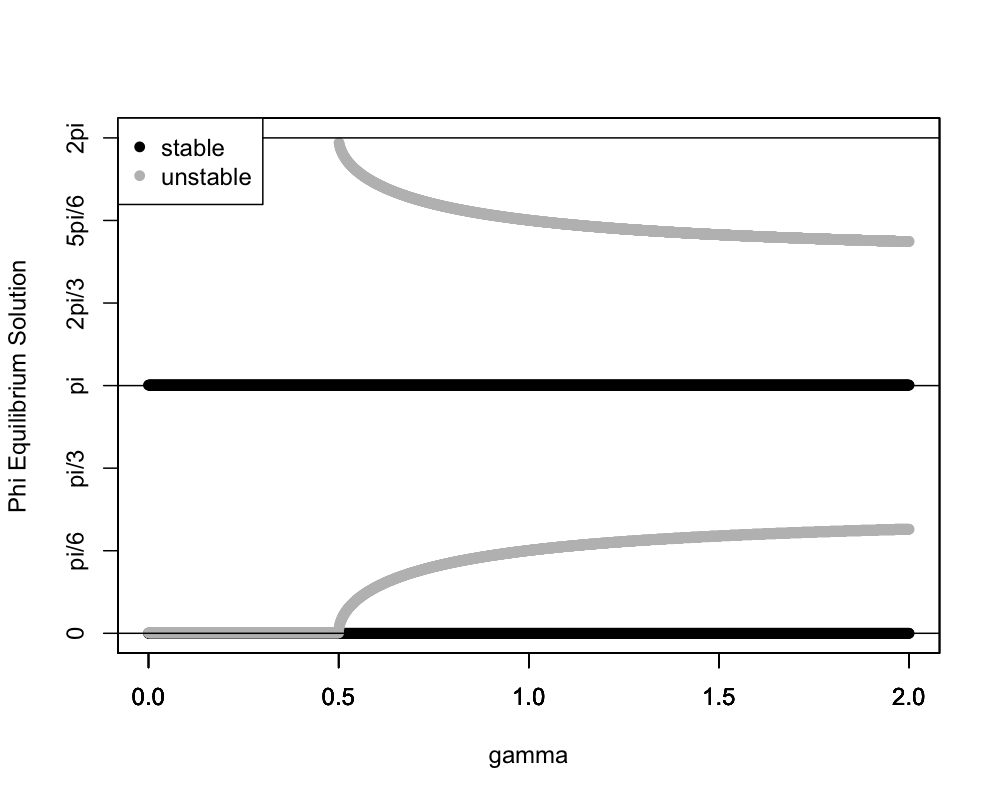 stable
unstable
Phi Equilibrium Solution
2pi
5pi/6
2pi/3
pi
pi/3
pi/6
0
0.0 0.5 1.0 1.5 2.0
gamma